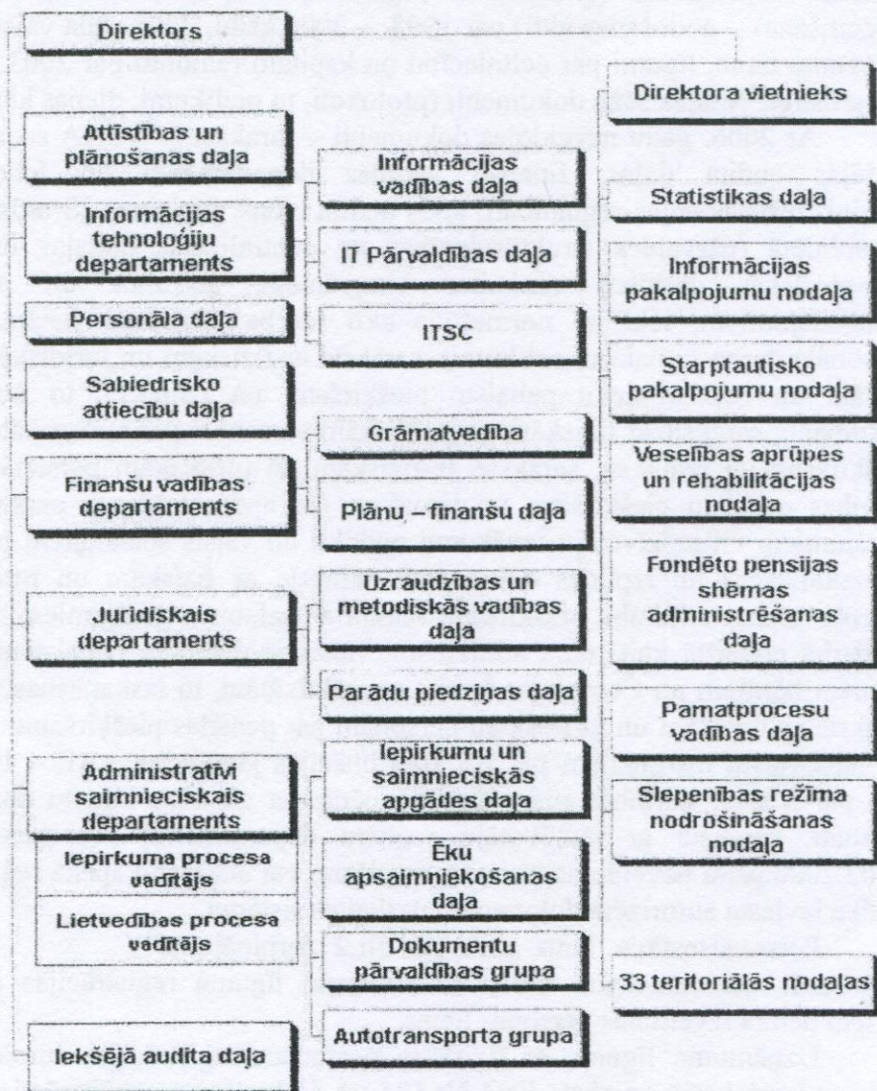 Direktors
Direktora vietnieks
Attīstības un
plānošanas daļa
Informācijas
vadības daļa
Statistikas daļa
Informācijas
tehnoloģiju
departaments
IT Pārvaldības daļa
Informācijas
pakalpojumu nodaļa
Personāla daļa
ITSC
Starptautisko
pakalpojumu nodaļa
Sabiedrisko
attiecību daļa
Grāmatvedība
Veselības aprūpes
un rehabilitācijas
nodaļa
Finanšu vadības
departaments
Plānu – finanšu daļa
Fondēto pensijas
shēmas
administrēšanas
daļa
Juridiskais
departaments
Uzraudzības un
metodiskās vadības
daļa
Parādu piedziņas daļa
Pamatprocesu
vadības daļa
Administratīvi
saimnieciskais
departaments
Iepirkumu un
saimnieciskās
apgādes daļa
Slepenības režīma
nodrošināšanas
nodaļa
Iepirkuma procesa
vadītājs
Ēku
apsaimniekošanas
daļa
Lietvedības procesa
vadītājs
Dokumentu
pārvaldības grupa
33 teritoriālās nodaļas
Autotransporta grupa
Iekšējā audita daļa